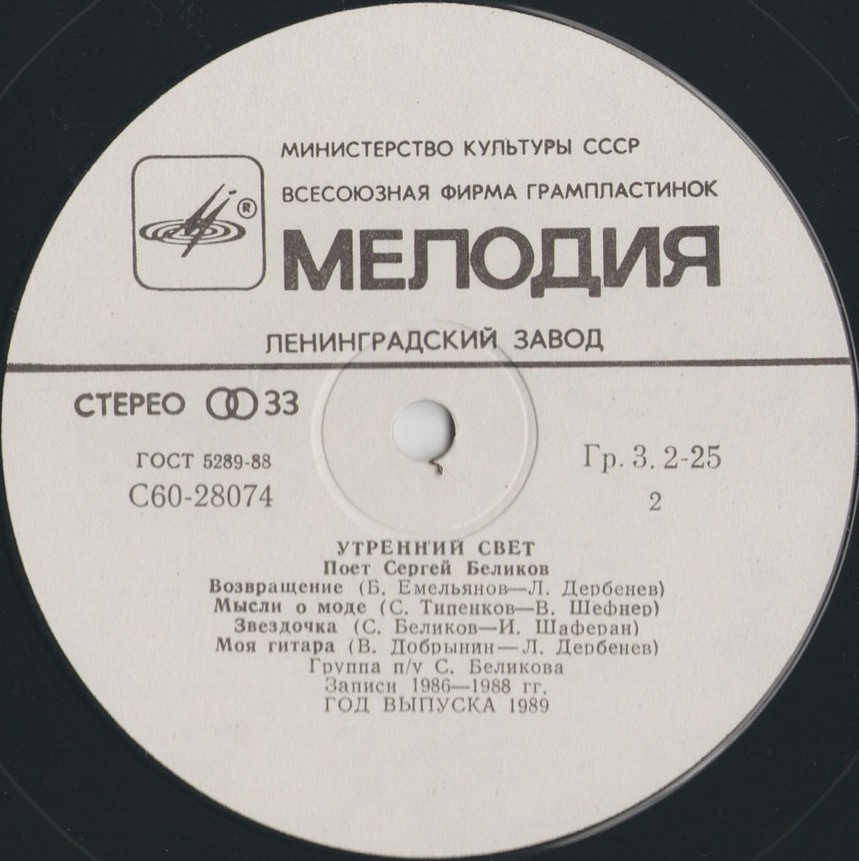 МИНИСТЕРСТВО КУЛЬТУРЫ СССР
ВСЕСОЮЗНАЯ ФИРМА ГРАМПЛАСТИНОК
®
МЕЛОДИЯ
ЛЕНИНГРАДСКИЙ ЗАВОД
СТЕРЕО 33
ГОСТ 5289-88
Гр. 3. 2-25
С60-28074
2
УТРЕННИЙ СВЕТ
Поет Сергей Беликов
Возвращение (Б. Емельянов—Л. Дербенев)
Мысли о моде (С. Типенков—В. Шефнер)
Звездочка (С. Беликов—И. Шаферан)
Моя гитара (В. Добрынин—Л. Дербенев)
Группа п/у С. Беликова
Записи 1986—1988 гг.
ГОД ВЫПУСКА 1989